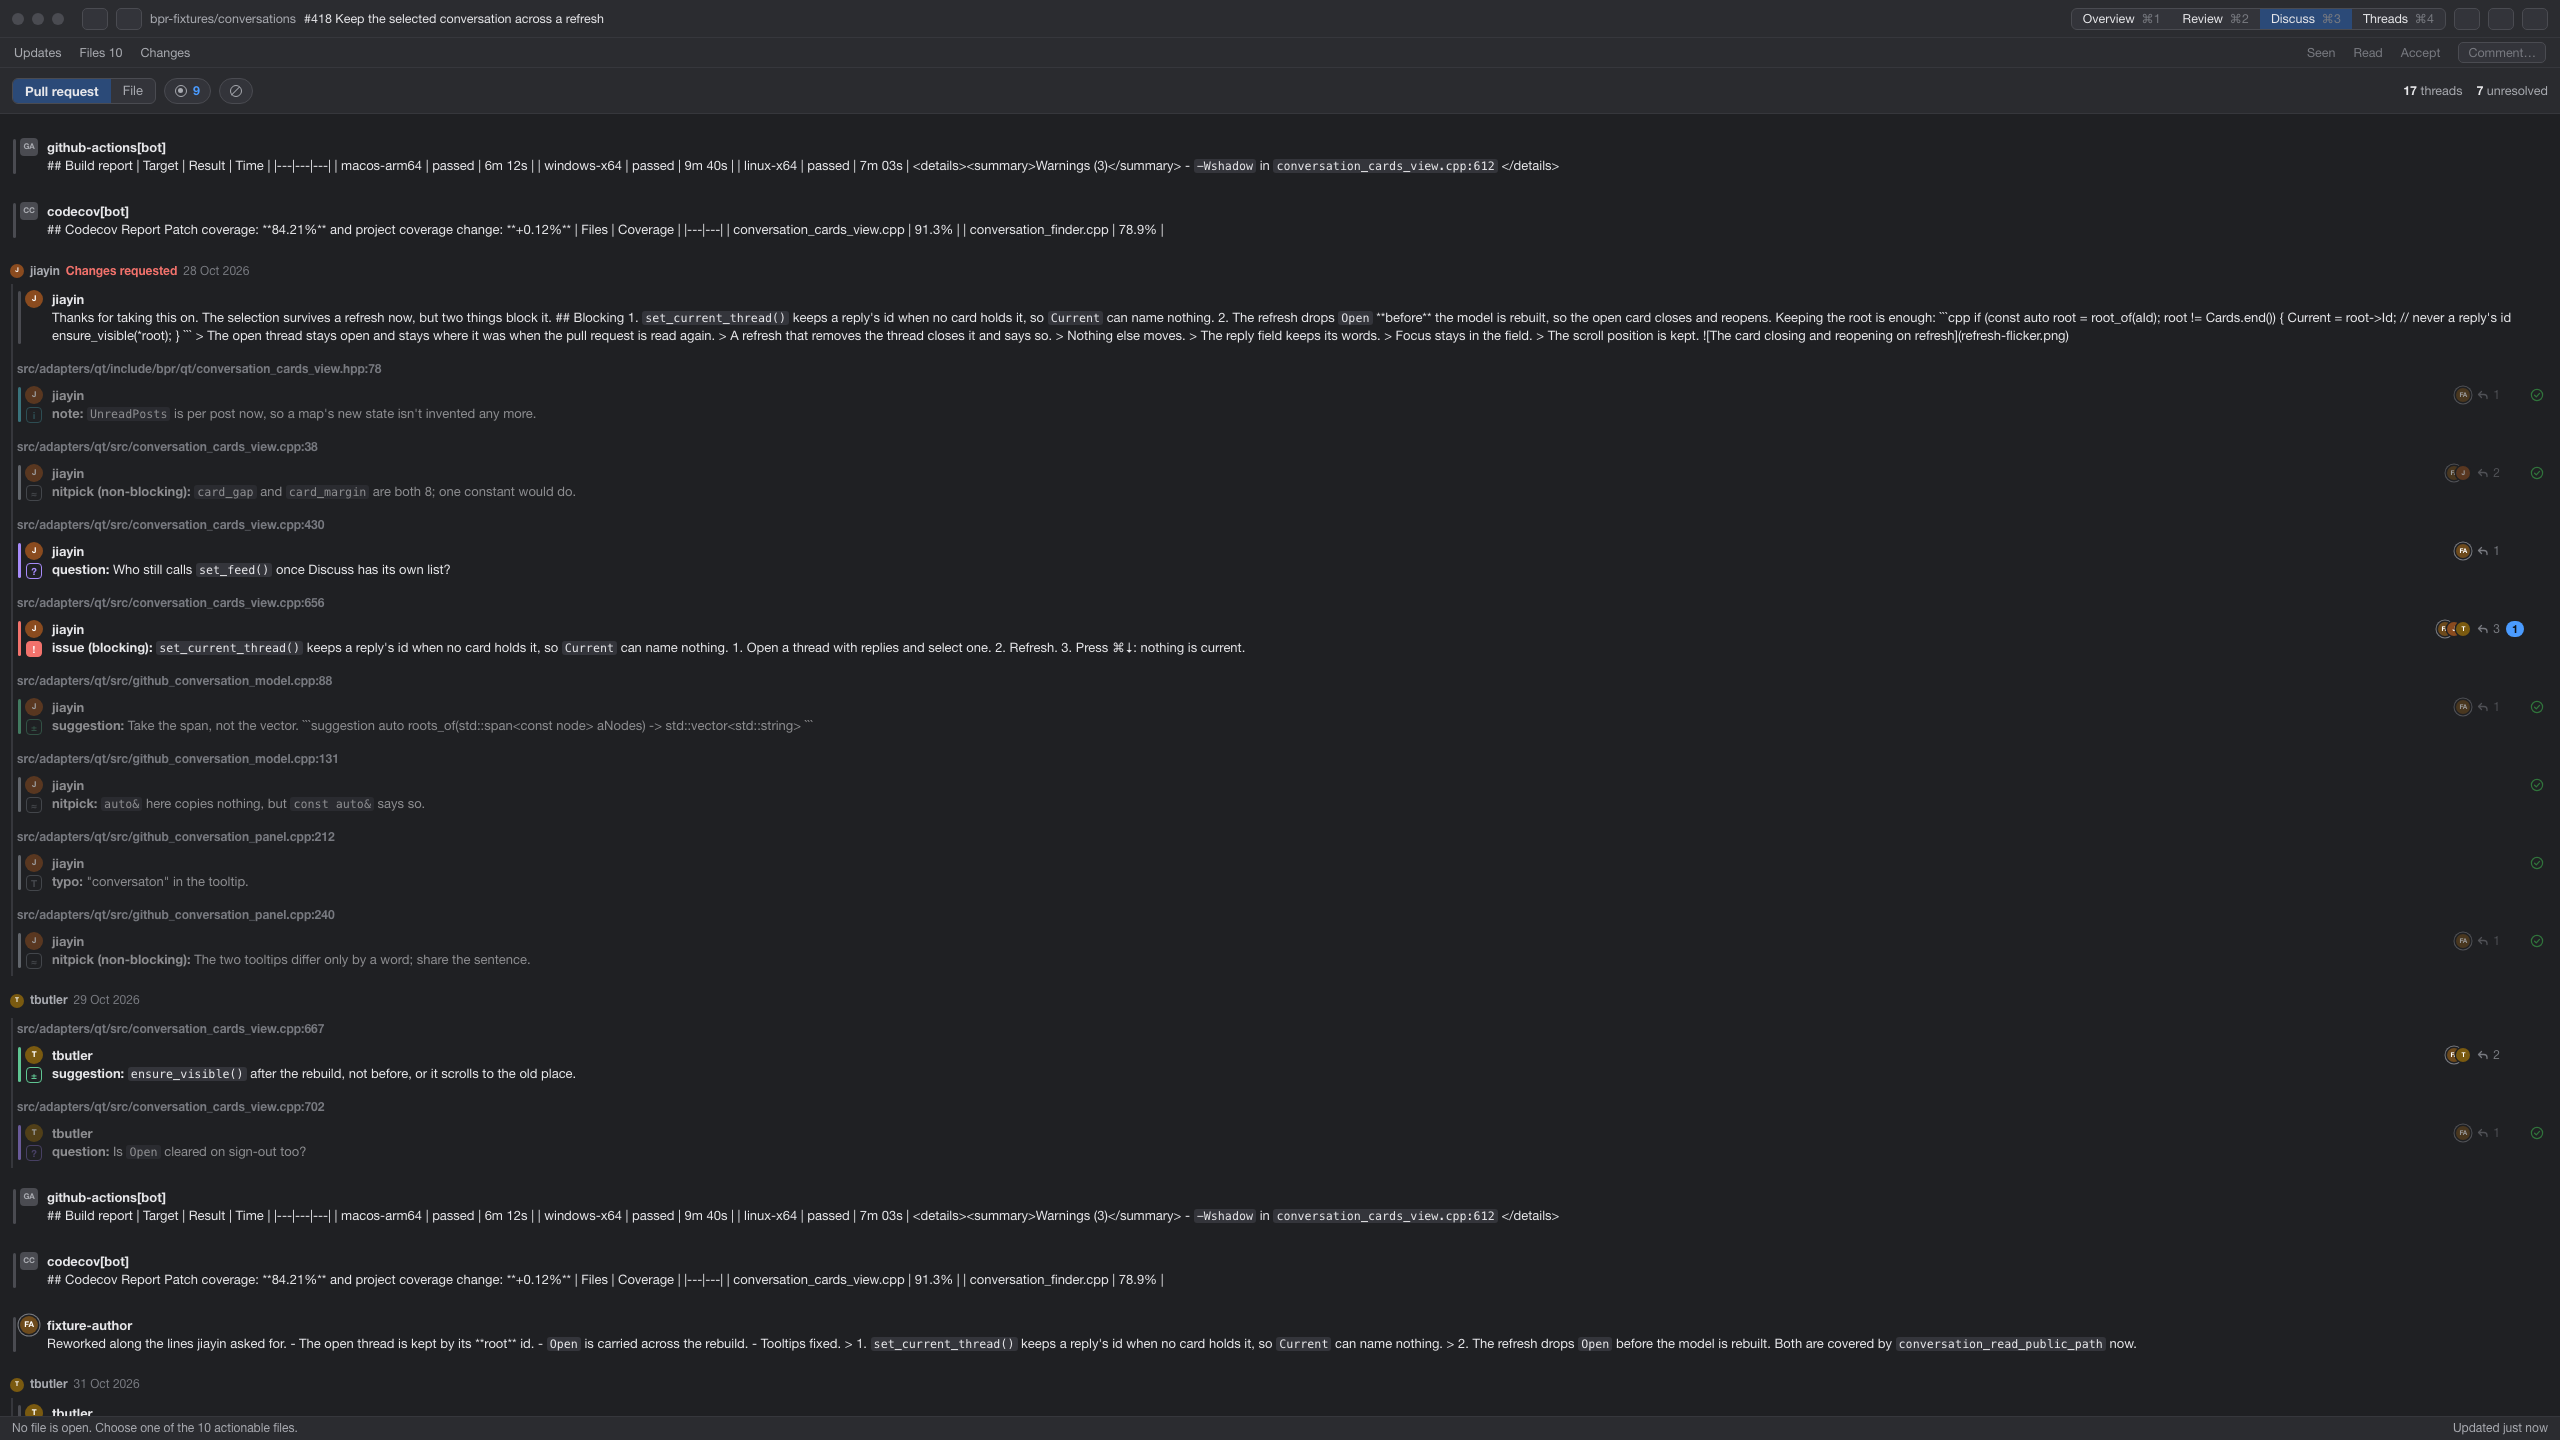 bpr-fixtures/conversations #418 Keep the selected conversation across a refresh
Overview ⌘1 Review ⌘2 Discuss ⌘3 Threads ⌘4
Updates Files 10 Changes
Seen Read Accept Comment…
Pull request File 9
17 threads 7 unresolved
GA github-actions[bot]
## Build report | Target | Result | Time | |---|---|---| | macos-arm64 | passed | 6m 12s | | windows-x64 | passed | 9m 40s | | linux-x64 | passed | 7m 03s | <details><summary>Warnings (3)</summary> - -Wshadow in conversation_cards_view.cpp:612 </details>
CC codecov[bot]
## Codecov Report Patch coverage: **84.21%** and project coverage change: **+0.12%** | Files | Coverage | |---|---| | conversation_cards_view.cpp | 91.3% | | conversation_finder.cpp | 78.9% |
J jiayin Changes requested 28 Oct 2026
J jiayin
Thanks for taking this on. The selection survives a refresh now, but two things block it. ## Blocking 1. set_current_thread() keeps a reply's id when no card holds it, so Current can name nothing. 2. The refresh drops Open **before** the model is rebuilt, so the open card closes and reopens. Keeping the root is enough: ```cpp if (const auto root = root_of(aId); root != Cards.end()) { Current = root->Id; // never a reply's id
ensure_visible(*root); } ``` > The open thread stays open and stays where it was when the pull request is read again. > A refresh that removes the thread closes it and says so. > Nothing else moves. > The reply field keeps its words. > Focus stays in the field. > The scroll position is kept. ![The card closing and reopening on refresh](refresh-flicker.png)
src/adapters/qt/include/bpr/qt/conversation_cards_view.hpp:78
J jiayin FA 1
note: UnreadPosts is per post now, so a map's new state isn't invented any more.
src/adapters/qt/src/conversation_cards_view.cpp:38
J jiayin J 2
nitpick (non-blocking): card_gap and card_margin are both 8; one constant would do.
src/adapters/qt/src/conversation_cards_view.cpp:430
J jiayin FA 1
? question: Who still calls set_feed() once Discuss has its own list?
src/adapters/qt/src/conversation_cards_view.cpp:656
J jiayin T 3 1
! issue (blocking): set_current_thread() keeps a reply's id when no card holds it, so Current can name nothing. 1. Open a thread with replies and select one. 2. Refresh. 3. Press ⌘↓: nothing is current.
src/adapters/qt/src/github_conversation_model.cpp:88
J jiayin FA 1
± suggestion: Take the span, not the vector. ```suggestion auto roots_of(std::span<const node> aNodes) -> std::vector<std::string> ```
src/adapters/qt/src/github_conversation_model.cpp:131
J jiayin
nitpick: auto& here copies nothing, but const auto& says so.
src/adapters/qt/src/github_conversation_panel.cpp:212
J jiayin
T typo: "conversaton" in the tooltip.
src/adapters/qt/src/github_conversation_panel.cpp:240
J jiayin FA 1
nitpick (non-blocking): The two tooltips differ only by a word; share the sentence.
T tbutler 29 Oct 2026
src/adapters/qt/src/conversation_cards_view.cpp:667
T tbutler T 2
± suggestion: ensure_visible() after the rebuild, not before, or it scrolls to the old place.
src/adapters/qt/src/conversation_cards_view.cpp:702
T tbutler FA 1
? question: Is Open cleared on sign-out too?
GA github-actions[bot]
## Build report | Target | Result | Time | |---|---|---| | macos-arm64 | passed | 6m 12s | | windows-x64 | passed | 9m 40s | | linux-x64 | passed | 7m 03s | <details><summary>Warnings (3)</summary> - -Wshadow in conversation_cards_view.cpp:612 </details>
CC codecov[bot]
## Codecov Report Patch coverage: **84.21%** and project coverage change: **+0.12%** | Files | Coverage | |---|---| | conversation_cards_view.cpp | 91.3% | | conversation_finder.cpp | 78.9% |
FA fixture-author
Reworked along the lines jiayin asked for. - The open thread is kept by its **root** id. - Open is carried across the rebuild. - Tooltips fixed. > 1. set_current_thread() keeps a reply's id when no card holds it, so Current can name nothing. > 2. The refresh drops Open before the model is rebuilt. Both are covered by conversation_read_public_path now.
T tbutler 31 Oct 2026
T tbutler
No file is open. Choose one of the 10 actionable files.
Updated just now